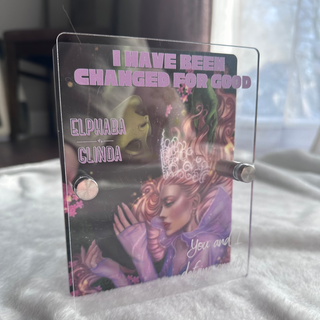 I HAVE BEEN
CHANGED FOR GOOD
ELPHABA
GLINDA
You and